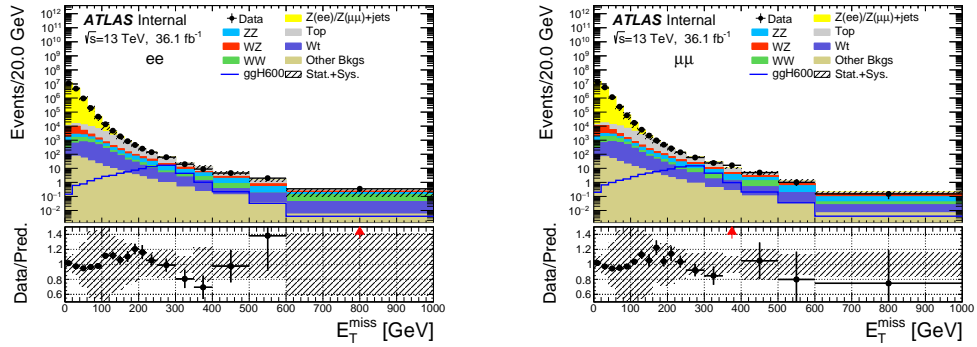 ATLAS Internal
√s=13 TeV, 36.1 fb⁻¹
ee
Data
ZZ
WZ
WW
ggH600
Z(ee)/Z(μμ)+jets
Top
Wt
Other Bkgs
Stat.+Sys.
Events/20.0 GeV
10¹²
10¹¹
10¹⁰
10⁹
10⁸
10⁷
10⁶
10⁵
10⁴
10³
10²
10
1
10⁻¹
10⁻²
Data/Pred.
1.4
1.2
1.0
0.8
0.6
0 100 200 300 400 500 600 700 800 900 1000
E_T^miss [GeV]
ATLAS Internal
√s=13 TeV, 36.1 fb⁻¹
μμ
Data
ZZ
WZ
WW
ggH600
Z(ee)/Z(μμ)+jets
Top
Wt
Other Bkgs
Stat.+Sys.
Events/20.0 GeV
10¹²
10¹¹
10¹⁰
10⁹
10⁸
10⁷
10⁶
10⁵
10⁴
10³
10²
10
1
10⁻¹
10⁻²
Data/Pred.
1.4
1.2
1.0
0.8
0.6
0 100 200 300 400 500 600 700 800 900 1000
E_T^miss [GeV]